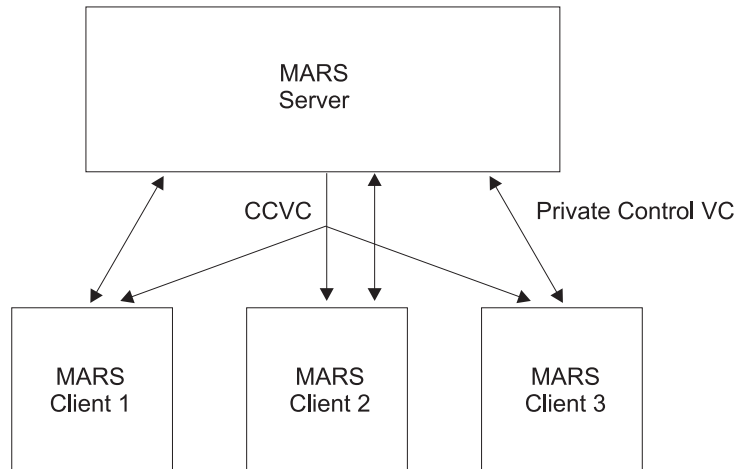 MARS
Server
CCVC
Private Control VC
MARS
Client 1
MARS
Client 2
MARS
Client 3